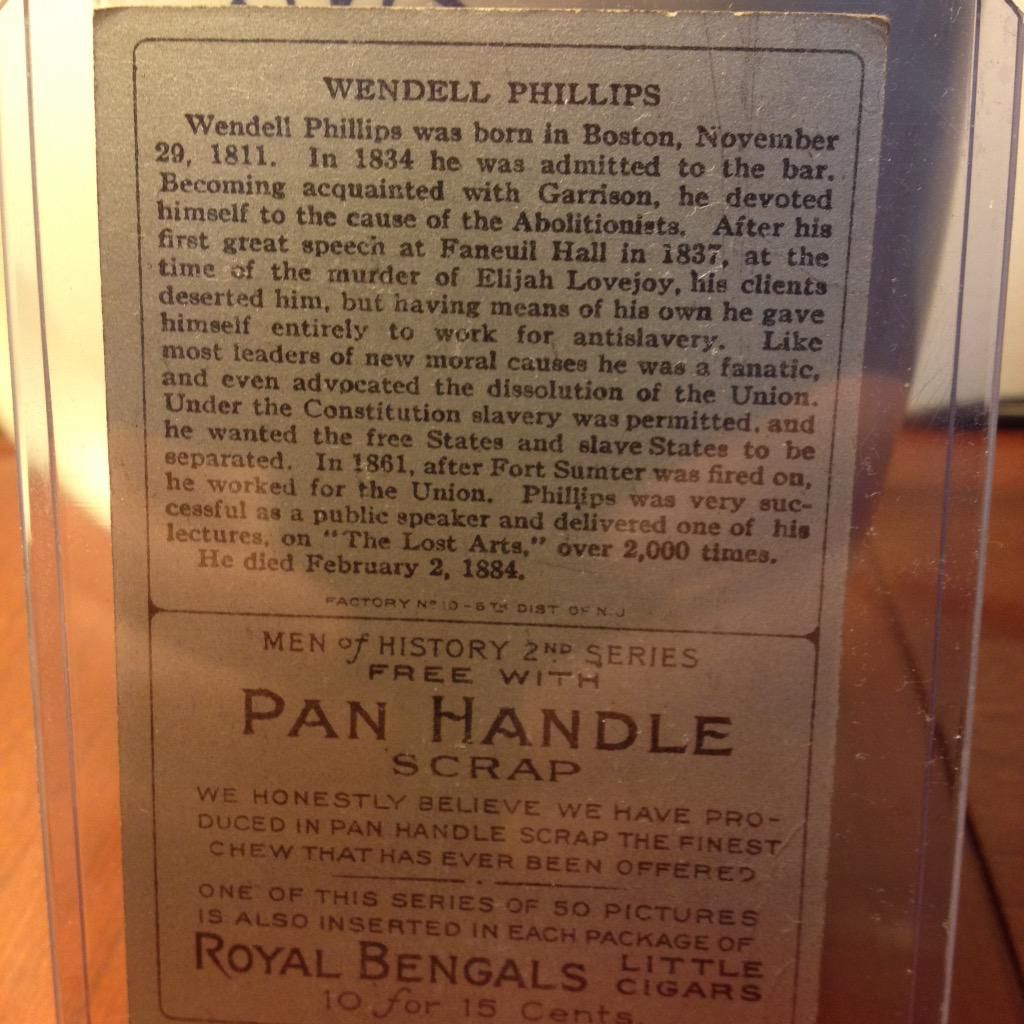 WENDELL PHILLIPS
Wendell Phillips was born in Boston, November
29, 1811. In 1834 he was admitted to the bar.
Becoming acquainted with Garrison, he devoted
himself to the cause of the Abolitionists. After his
first great speech at Faneuil Hall in 1837, at the
time of the murder of Elijah Lovejoy, his clients
deserted him, but having means of his own he gave
himself entirely to work for antislavery. Like
most leaders of new moral causes he was a fanatic,
and even advocated the dissolution of the Union.
Under the Constitution slavery was permitted, and
he wanted the free States and slave States to be
separated. In 1861, after Fort Sumter was fired on,
he worked for the Union. Phillips was very suc-
cessful as a public speaker and delivered one of his
lectures, on "The Lost Arts," over 2,000 times.
He died February 2, 1884.
FACTORY Nº 10 - 5TH DIST OF N.J
MEN of HISTORY 2ND SERIES
FREE WITH
PAN HANDLE
SCRAP
WE HONESTLY BELIEVE WE HAVE PRO-
DUCED IN PAN HANDLE SCRAP THE FINEST
CHEW THAT HAS EVER BEEN OFFERED
ONE OF THIS SERIES OF 50 PICTURES
IS ALSO INSERTED IN EACH PACKAGE OF
ROYAL BENGALS LITTLE CIGARS
10 for 15 Cents.